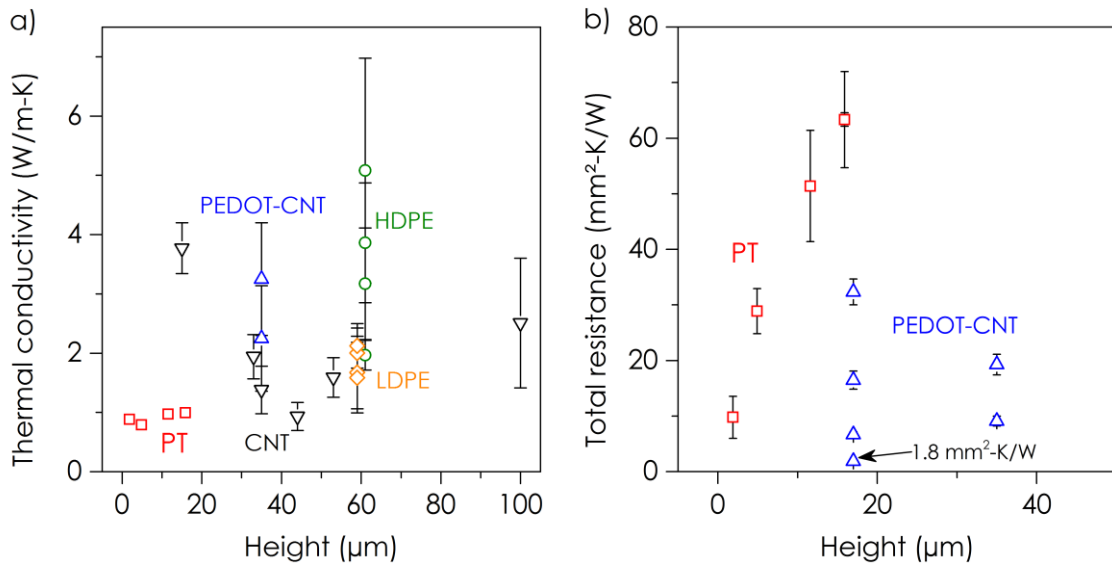 a)
Thermal conductivity (W/m-K)
6
4
2
0
PEDOT-CNT
HDPE
LDPE
PT
CNT
0
20
40
60
80
100
Height (µm)
b)
Total resistance (mm²-K/W)
80
60
40
20
0
PT
PEDOT-CNT
1.8 mm²-K/W
0
20
40
Height (µm)